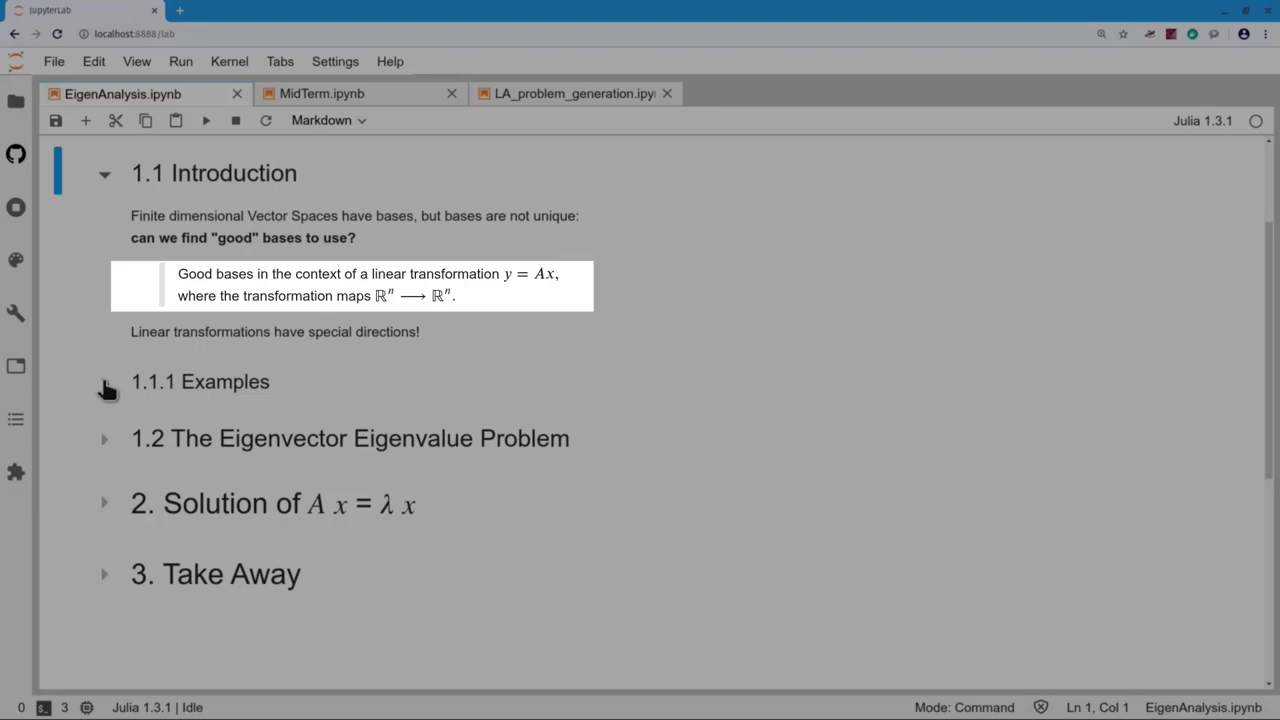 JupyterLab
localhost:8888/lab
File Edit View Run Kernel Tabs Settings Help
EigenAnalysis.ipynb MidTerm.ipynb LA_problem_generation.ipy
Markdown Julia 1.3.1
1.1 Introduction
Finite dimensional Vector Spaces have bases, but bases are not unique:
can we find "good" bases to use?
Good bases in the context of a linear transformation y = Ax,
where the transformation maps ℝⁿ ⟶ ℝⁿ.
Linear transformations have special directions!
1.1.1 Examples
1.2 The Eigenvector Eigenvalue Problem
2. Solution of A x = λ x
3. Take Away
0 3 Julia 1.3.1 | Idle Mode: Command Ln 1, Col 1 EigenAnalysis.ipynb